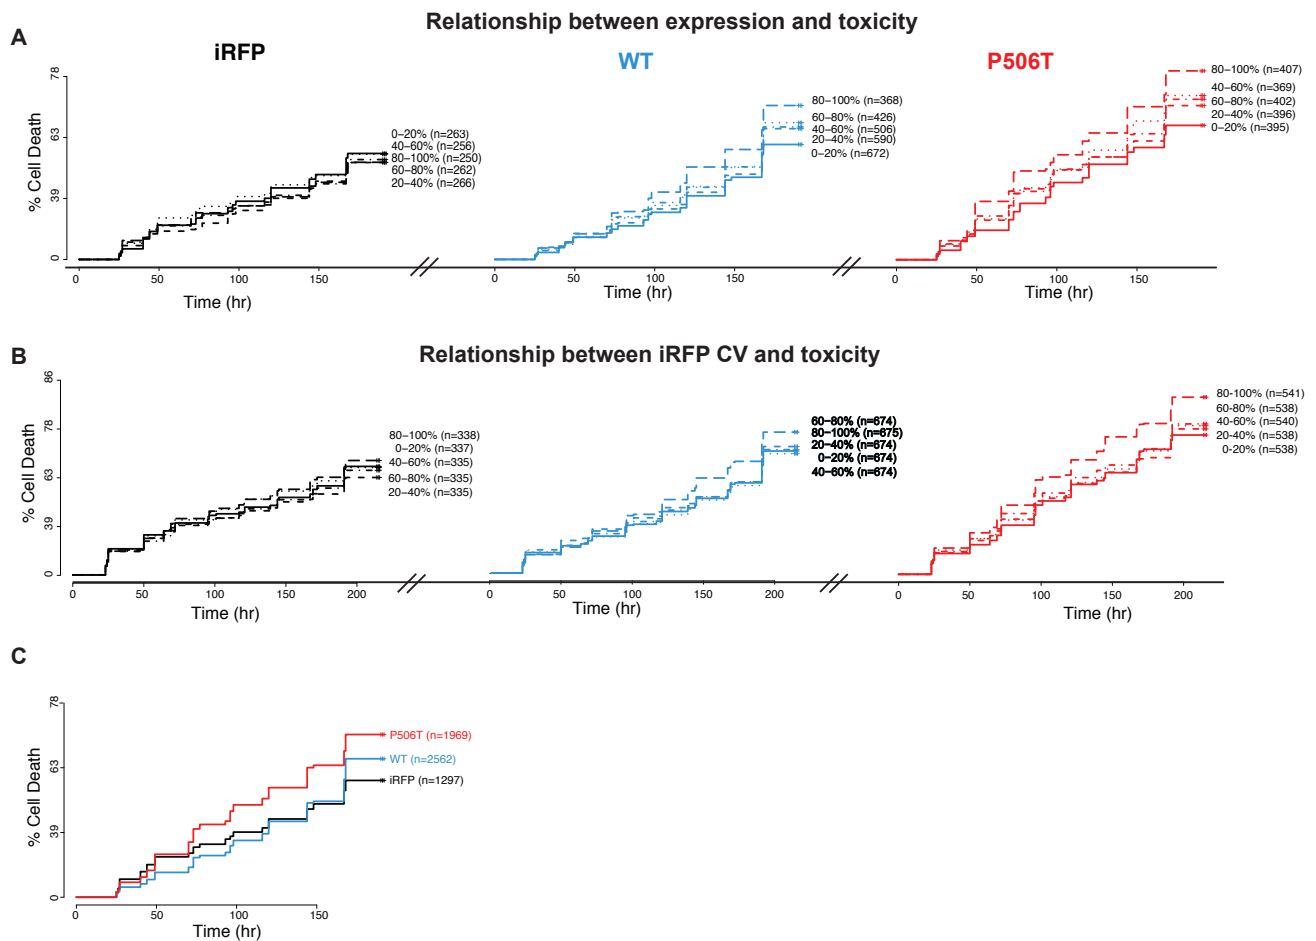 Relationship between expression and toxicity
A
iRFP
WT
P506T
% Cell Death
78
63
39
0
0–20% (n=263)
40–60% (n=256)
80–100% (n=250)
60–80% (n=262)
20–40% (n=266)
0 50 100 150
Time (hr)
80–100% (n=368)
60–80% (n=426)
40–60% (n=506)
20–40% (n=590)
0–20% (n=672)
0 50 100 150
Time (hr)
80–100% (n=407)
40–60% (n=369)
60–80% (n=402)
20–40% (n=396)
0–20% (n=395)
0 50 100 150
Time (hr)
B
Relationship between iRFP CV and toxicity
% Cell Death
86
78
63
39
0
80–100% (n=338)
0–20% (n=337)
40–60% (n=335)
60–80% (n=335)
20–40% (n=335)
0 50 100 150 200
Time (hr)
60–80% (n=674)
80–100% (n=675)
20–40% (n=674)
0–20% (n=674)
40–60% (n=674)
0 50 100 150 200
Time (hr)
80-100% (n=541)
60-80% (n=538)
40-60% (n=540)
20-40% (n=538)
0-20% (n=538)
0 50 100 150 200
Time (hr)
C
% Cell Death
78
63
39
0
P506T (n=1969)
WT (n=2562)
iRFP (n=1297)
0 50 100 150
Time (hr)